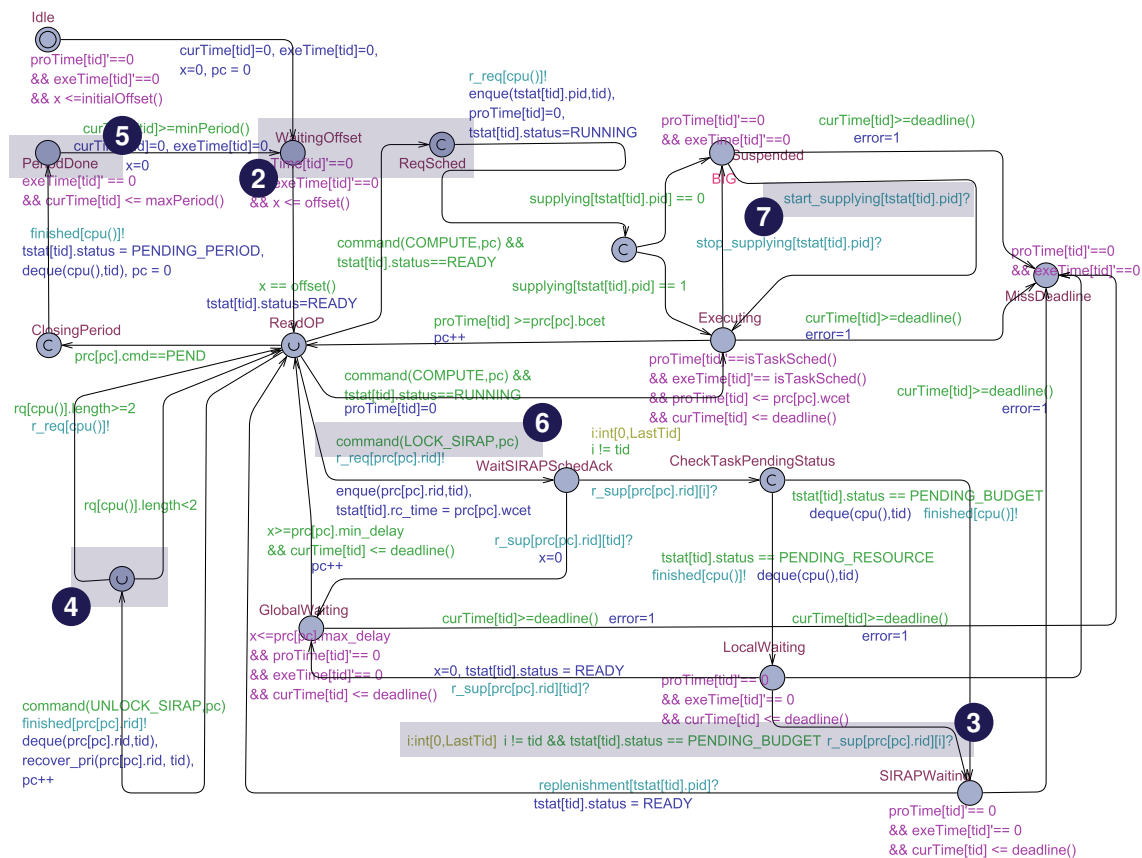 Idle
proTime[tid]'==0
&& exeTime[tid]'==0
&& x <=initialOffset()
curTime[tid]=0, exeTime[tid]=0,
x=0, pc = 0
r_req[cpu()]!
enque(tstat[tid].pid,tid),
proTime[tid]=0,
tstat[tid].status=RUNNING
5
curTime[tid]>=minPeriod()
curTime[tid]=0, exeTime[tid]=0,
x=0
PeriodDone
exeTime[tid]' == 0
&& curTime[tid] <= maxPeriod()
WaitingOffset
2
Time[tid]'==0
exeTime[tid]'==0
&& x <= offset()
C
ReqSched
proTime[tid]'==0
&& exeTime[tid]'==0
Suspended
BIG
curTime[tid]>=deadline()
error=1
7
start_supplying[tstat[tid].pid]?
supplying[tstat[tid].pid] == 0
stop_supplying[tstat[tid].pid]?
C
supplying[tstat[tid].pid] == 1
proTime[tid]'==0
&& exeTime[tid]'==0
MissDeadline
finished[cpu()]!
tstat[tid].status = PENDING_PERIOD,
deque(cpu(),tid), pc = 0
command(COMPUTE,pc) &&
tstat[tid].status==READY
x == offset()
tstat[tid].status=READY
ReadOP
ClosingPeriod
C
prc[pc].cmd==PEND
proTime[tid] >=prc[pc].bcet
pc++
Executing
curTime[tid]>=deadline()
error=1
proTime[tid]'==isTaskSched()
&& exeTime[tid]'== isTaskSched()
&& proTime[tid] <= prc[pc].wcet
&& curTime[tid] <= deadline()
command(COMPUTE,pc) &&
tstat[tid].status==RUNNING
proTime[tid]=0
curTime[tid]>=deadline()
error=1
rq[cpu()].length>=2
r_req[cpu()]!
6
command(LOCK_SIRAP,pc)
r_req[prc[pc].rid]!
enque(prc[pc].rid,tid),
tstat[tid].rc_time = prc[pc].wcet
WaitSIRAPSchedAck
i:int[0,LastTid]
i != tid
r_sup[prc[pc].rid][i]?
CheckTaskPendingStatus
C
tstat[tid].status == PENDING_BUDGET
deque(cpu(),tid) finished[cpu()]!
rq[cpu()].length<2
x>=prc[pc].min_delay
&& curTime[tid] <= deadline()
pc++
r_sup[prc[pc].rid][tid]?
x=0
tstat[tid].status == PENDING_RESOURCE
finished[cpu()]! deque(cpu(),tid)
4
GlobalWaiting
x<=prc[pc].max_delay
&& proTime[tid]'== 0
&& exeTime[tid]'== 0
&& curTime[tid] <= deadline()
curTime[tid]>=deadline() error=1
curTime[tid]>=deadline()
error=1
LocalWaiting
proTime[tid]'== 0
&& exeTime[tid]'== 0
&& curTime[tid] <= deadline()
x=0, tstat[tid].status = READY
r_sup[prc[pc].rid][tid]?
command(UNLOCK_SIRAP,pc)
finished[prc[pc].rid]!
deque(prc[pc].rid,tid),
recover_pri(prc[pc].rid, tid),
pc++
3
i:int[0,LastTid] i != tid && tstat[tid].status == PENDING_BUDGET r_sup[prc[pc].rid][i]?
SIRAPWaiting
replenishment[tstat[tid].pid]?
tstat[tid].status = READY
proTime[tid]'== 0
&& exeTime[tid]'== 0
&& curTime[tid] <= deadline()